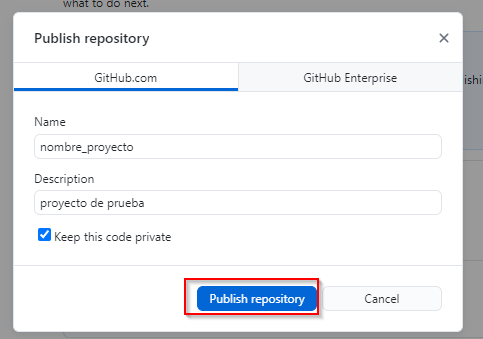 what to do next.
Publish repository
GitHub.com
GitHub Enterprise
Name
nombre_proyecto
Description
proyecto de prueba
Keep this code private
Publish repository
Cancel